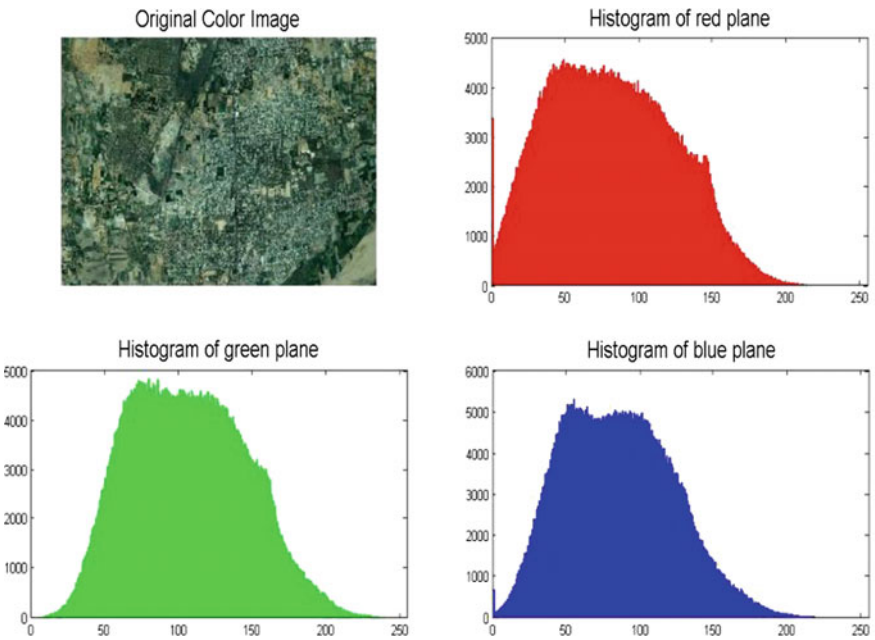 Original Color Image
Histogram of red plane
5000
4000
3000
2000
1000
0
0 50 100 150 200 250
Histogram of green plane
5000
4000
3000
2000
1000
0
0 50 100 150 200 250
Histogram of blue plane
6000
5000
4000
3000
2000
1000
0
0 50 100 150 200 250